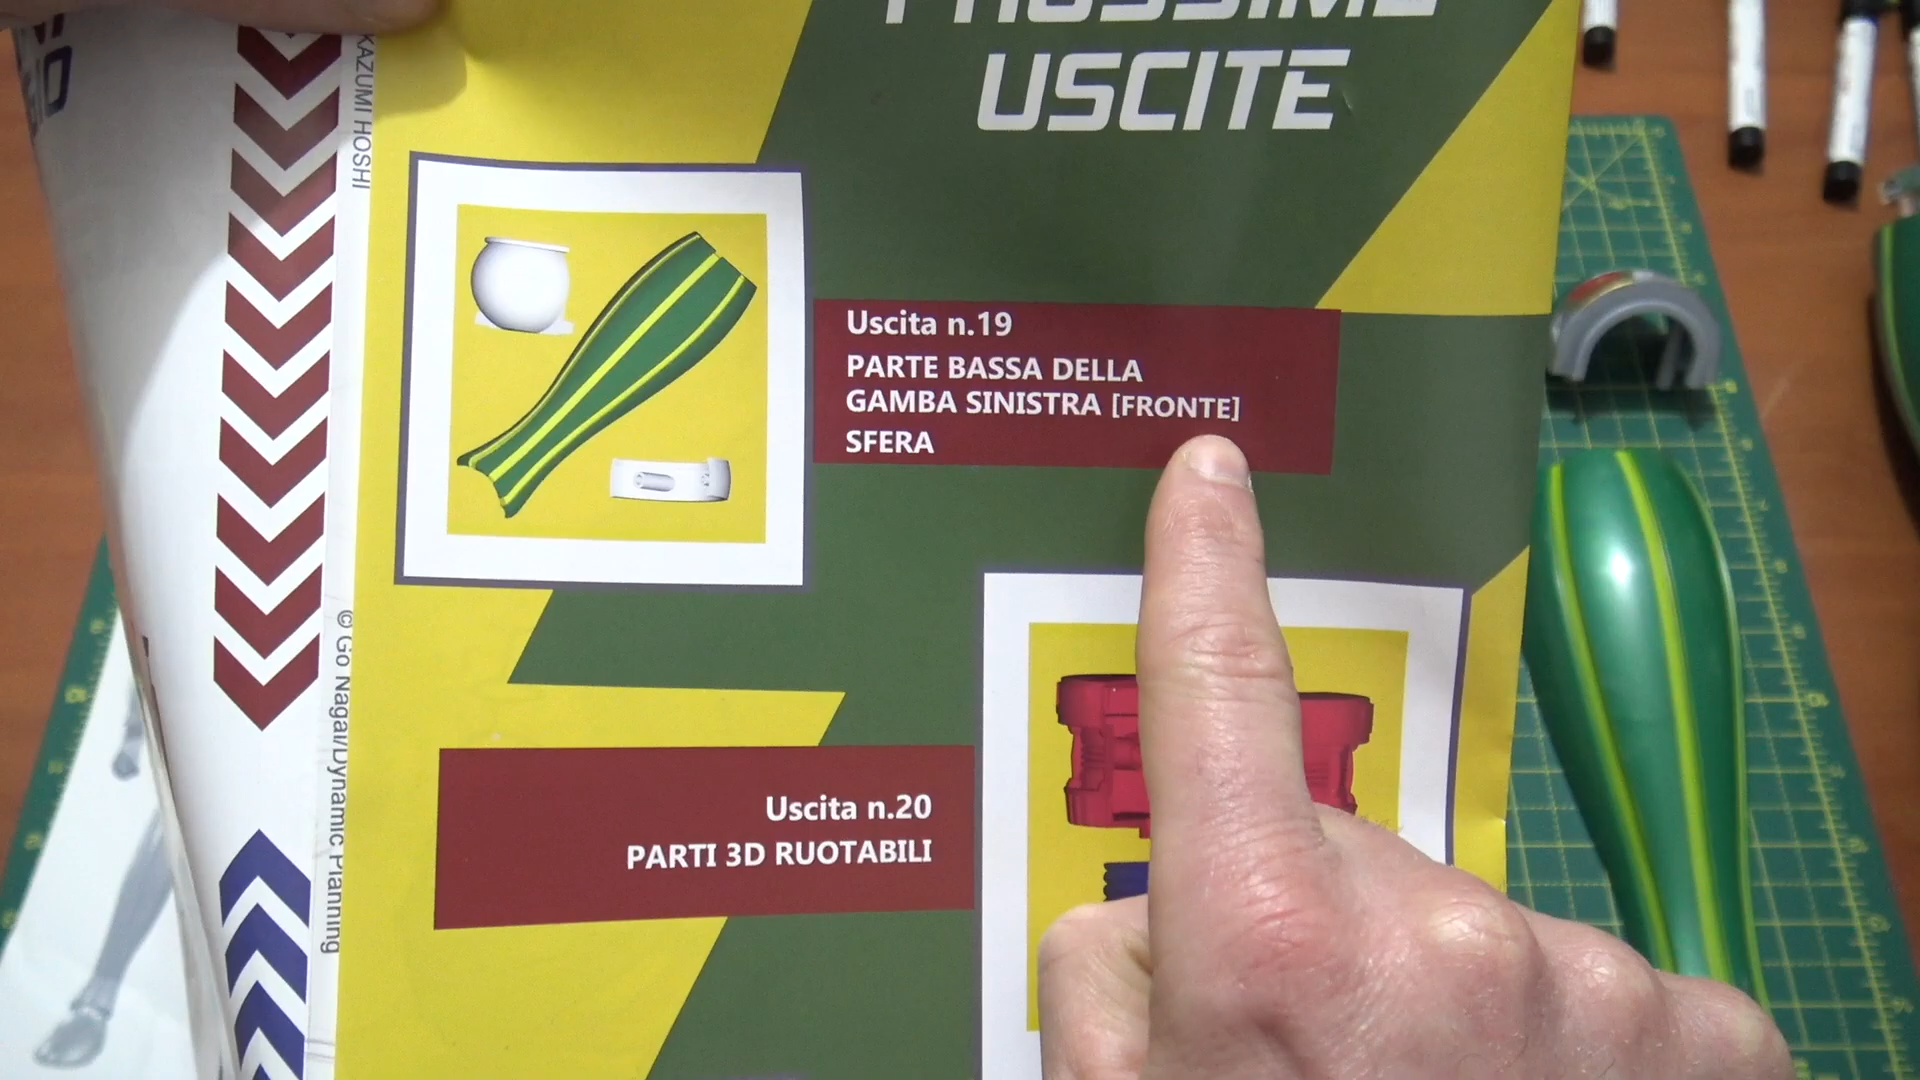 PROSSIME
USCITE
KAZUMI HOSHI
Uscita n.19
PARTE BASSA DELLA
GAMBA SINISTRA [FRONTE]
SFERA
Uscita n.20
PARTI 3D RUOTABILI
© Go Nagai/Dynamic Planning